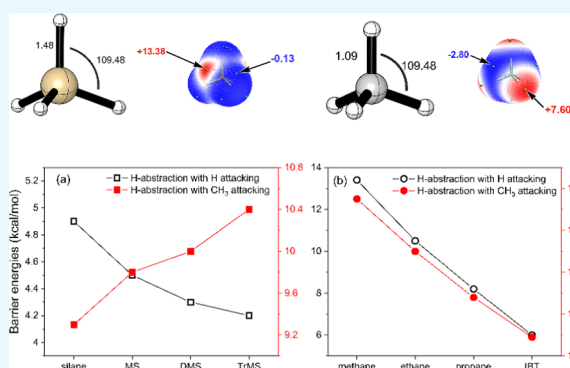 1.48
109.48
+13.38
-0.13
1.09
109.48
-2.80
+7.60
(a)
H-abstraction with H attacking
H-abstraction with CH₃ attacking
Barrier energies (kcal/mol)
5.2
5
4.8
4.6
4.4
4.2
4
10.8
10.4
10
9.6
9.2
silane MS DMS TrMS
(b)
H-abstraction with H attacking
H-abstraction with CH₃ attacking
14
12
10
8
6
methane ethane propane IBT